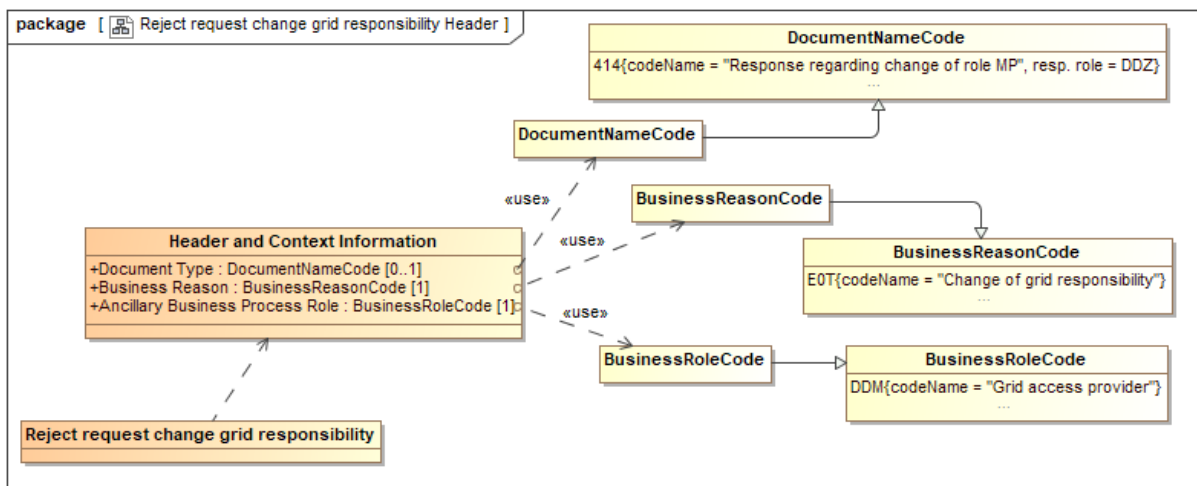 package [ Reject request change grid responsibility Header ]
DocumentNameCode
414{codeName = "Response regarding change of role MP", resp. role = DDZ}
...
DocumentNameCode
«use»
BusinessReasonCode
«use»
BusinessReasonCode
E0T{codeName = "Change of grid responsibility"}
...
Header and Context Information
+Document Type : DocumentNameCode [0..1]
+Business Reason : BusinessReasonCode [1]
+Ancillary Business Process Role : BusinessRoleCode [1]
«use»
BusinessRoleCode
BusinessRoleCode
DDM{codeName = "Grid access provider"}
...
Reject request change grid responsibility